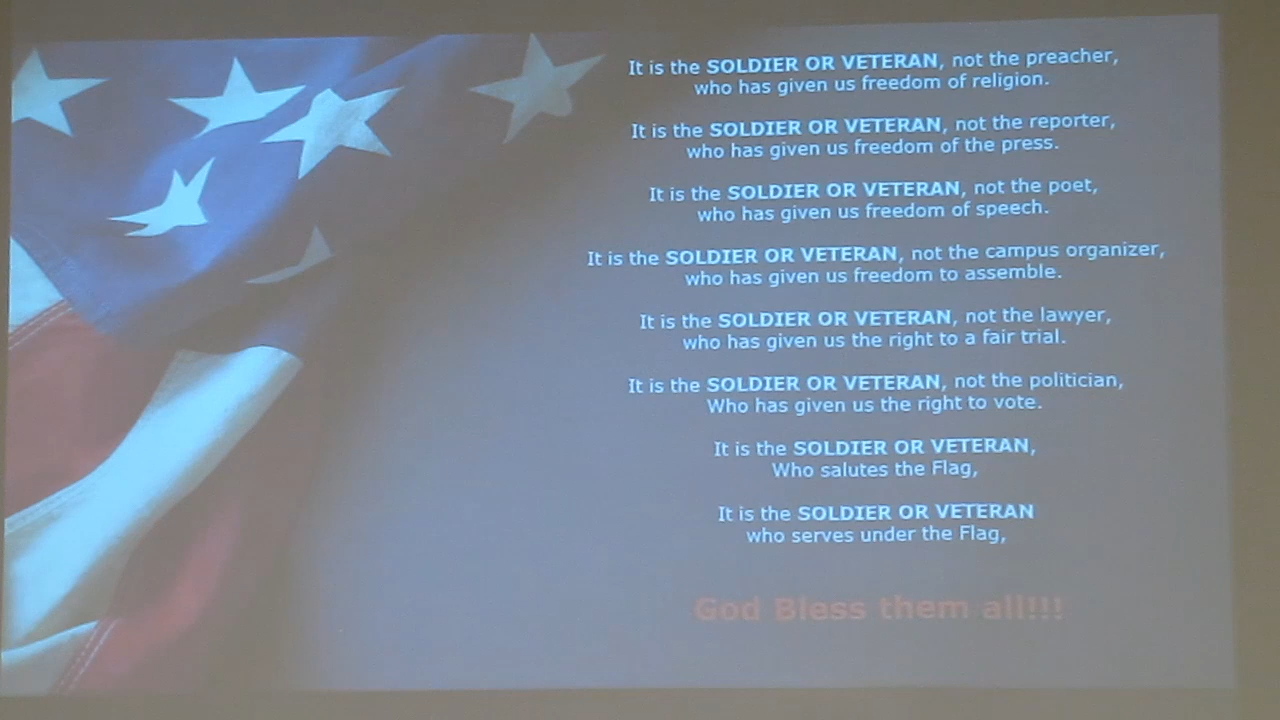 It is the SOLDIER OR VETERAN, not the preacher,
who has given us freedom of religion.
It is the SOLDIER OR VETERAN, not the reporter,
who has given us freedom of the press.
It is the SOLDIER OR VETERAN, not the poet,
who has given us freedom of speech.
It is the SOLDIER OR VETERAN, not the campus organizer,
who has given us freedom to assemble.
It is the SOLDIER OR VETERAN, not the lawyer,
who has given us the right to a fair trial.
It is the SOLDIER OR VETERAN, not the politician,
Who has given us the right to vote.
It is the SOLDIER OR VETERAN,
Who salutes the Flag,
It is the SOLDIER OR VETERAN
who serves under the Flag,
God Bless them all!!!